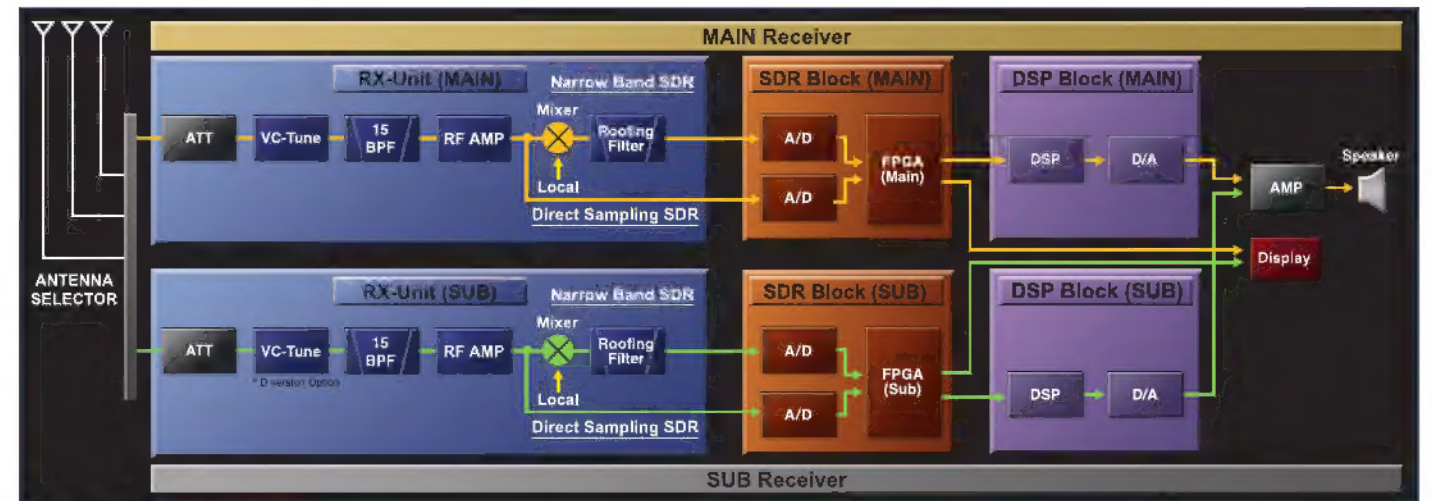 MAIN Receiver
RX-Unit (MAIN)
Narrow Band SDR
Mixer
ATT
VC-Tune
15
BPF
RF AMP
Roofing
Filter
Local
Direct Sampling SDR
SDR Block (MAIN)
A/D
A/D
FPGA
(Main)
DSP Block (MAIN)
DSP
D/A
AMP
Speaker
Display
ANTENNA
SELECTOR
RX-Unit (SUB)
Narrow Band SDR
Mixer
ATT
VC-Tune
* D version Option
15
BPF
RF AMP
Roofing
Filter
Local
Direct Sampling SDR
SDR Block (SUB)
A/D
A/D
FPGA
(Sub)
DSP Block (SUB)
DSP
D/A
SUB Receiver